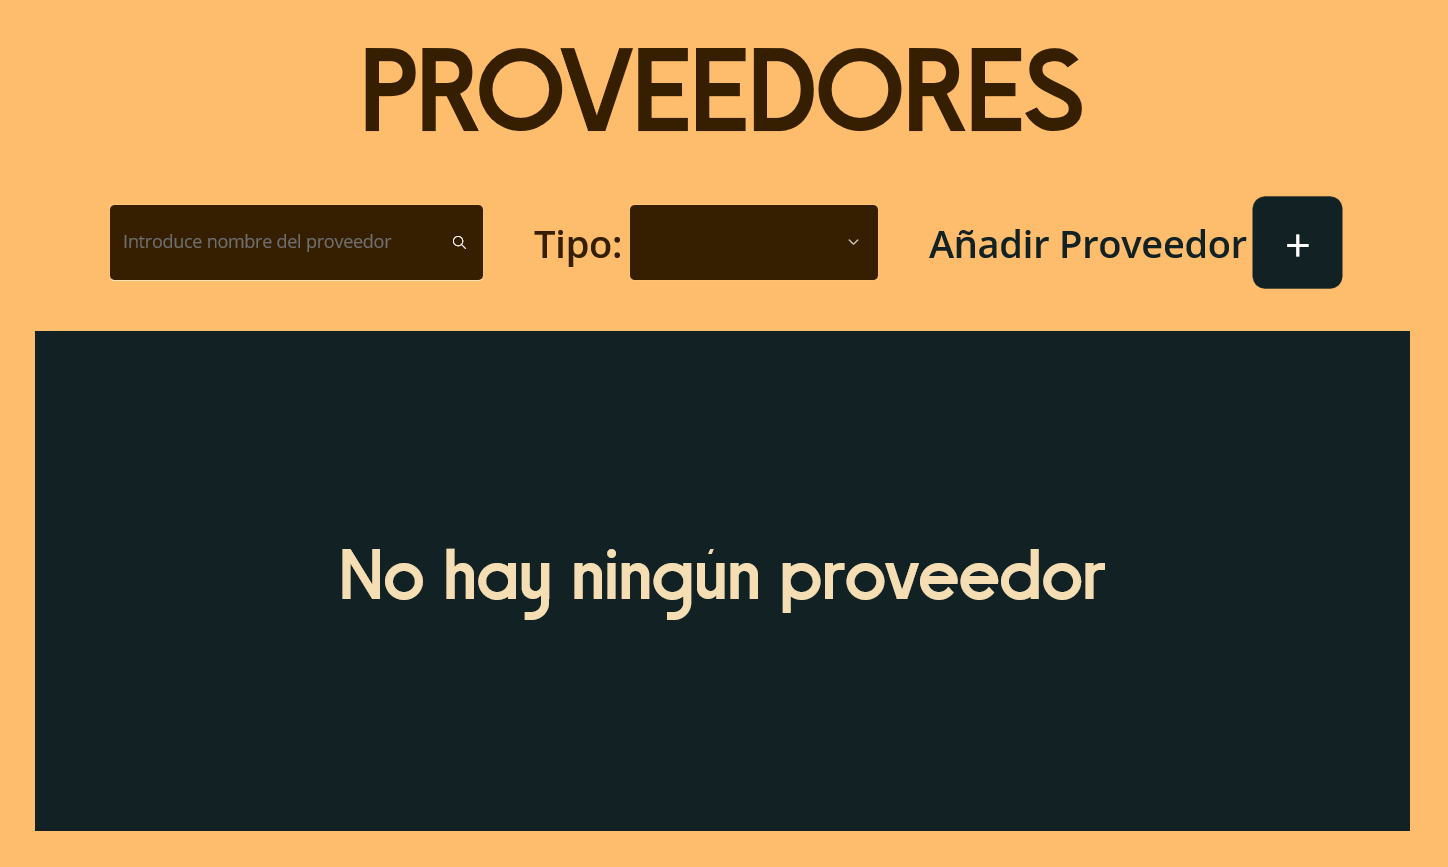 PROVEEDORES
Introduce nombre del proveedor
Tipo:
Añadir Proveedor +
No hay ningún proveedor